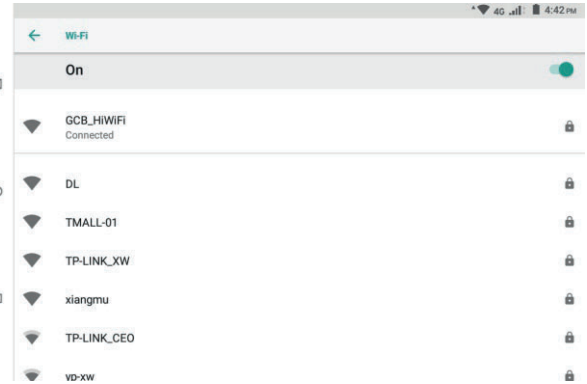 4G 4:42 PM
Wi-Fi
On
GCB_HiWiFi
Connected
DL
TMALL-01
TP-LINK_XW
xiangmu
TP-LINK_CEO
yp-xw